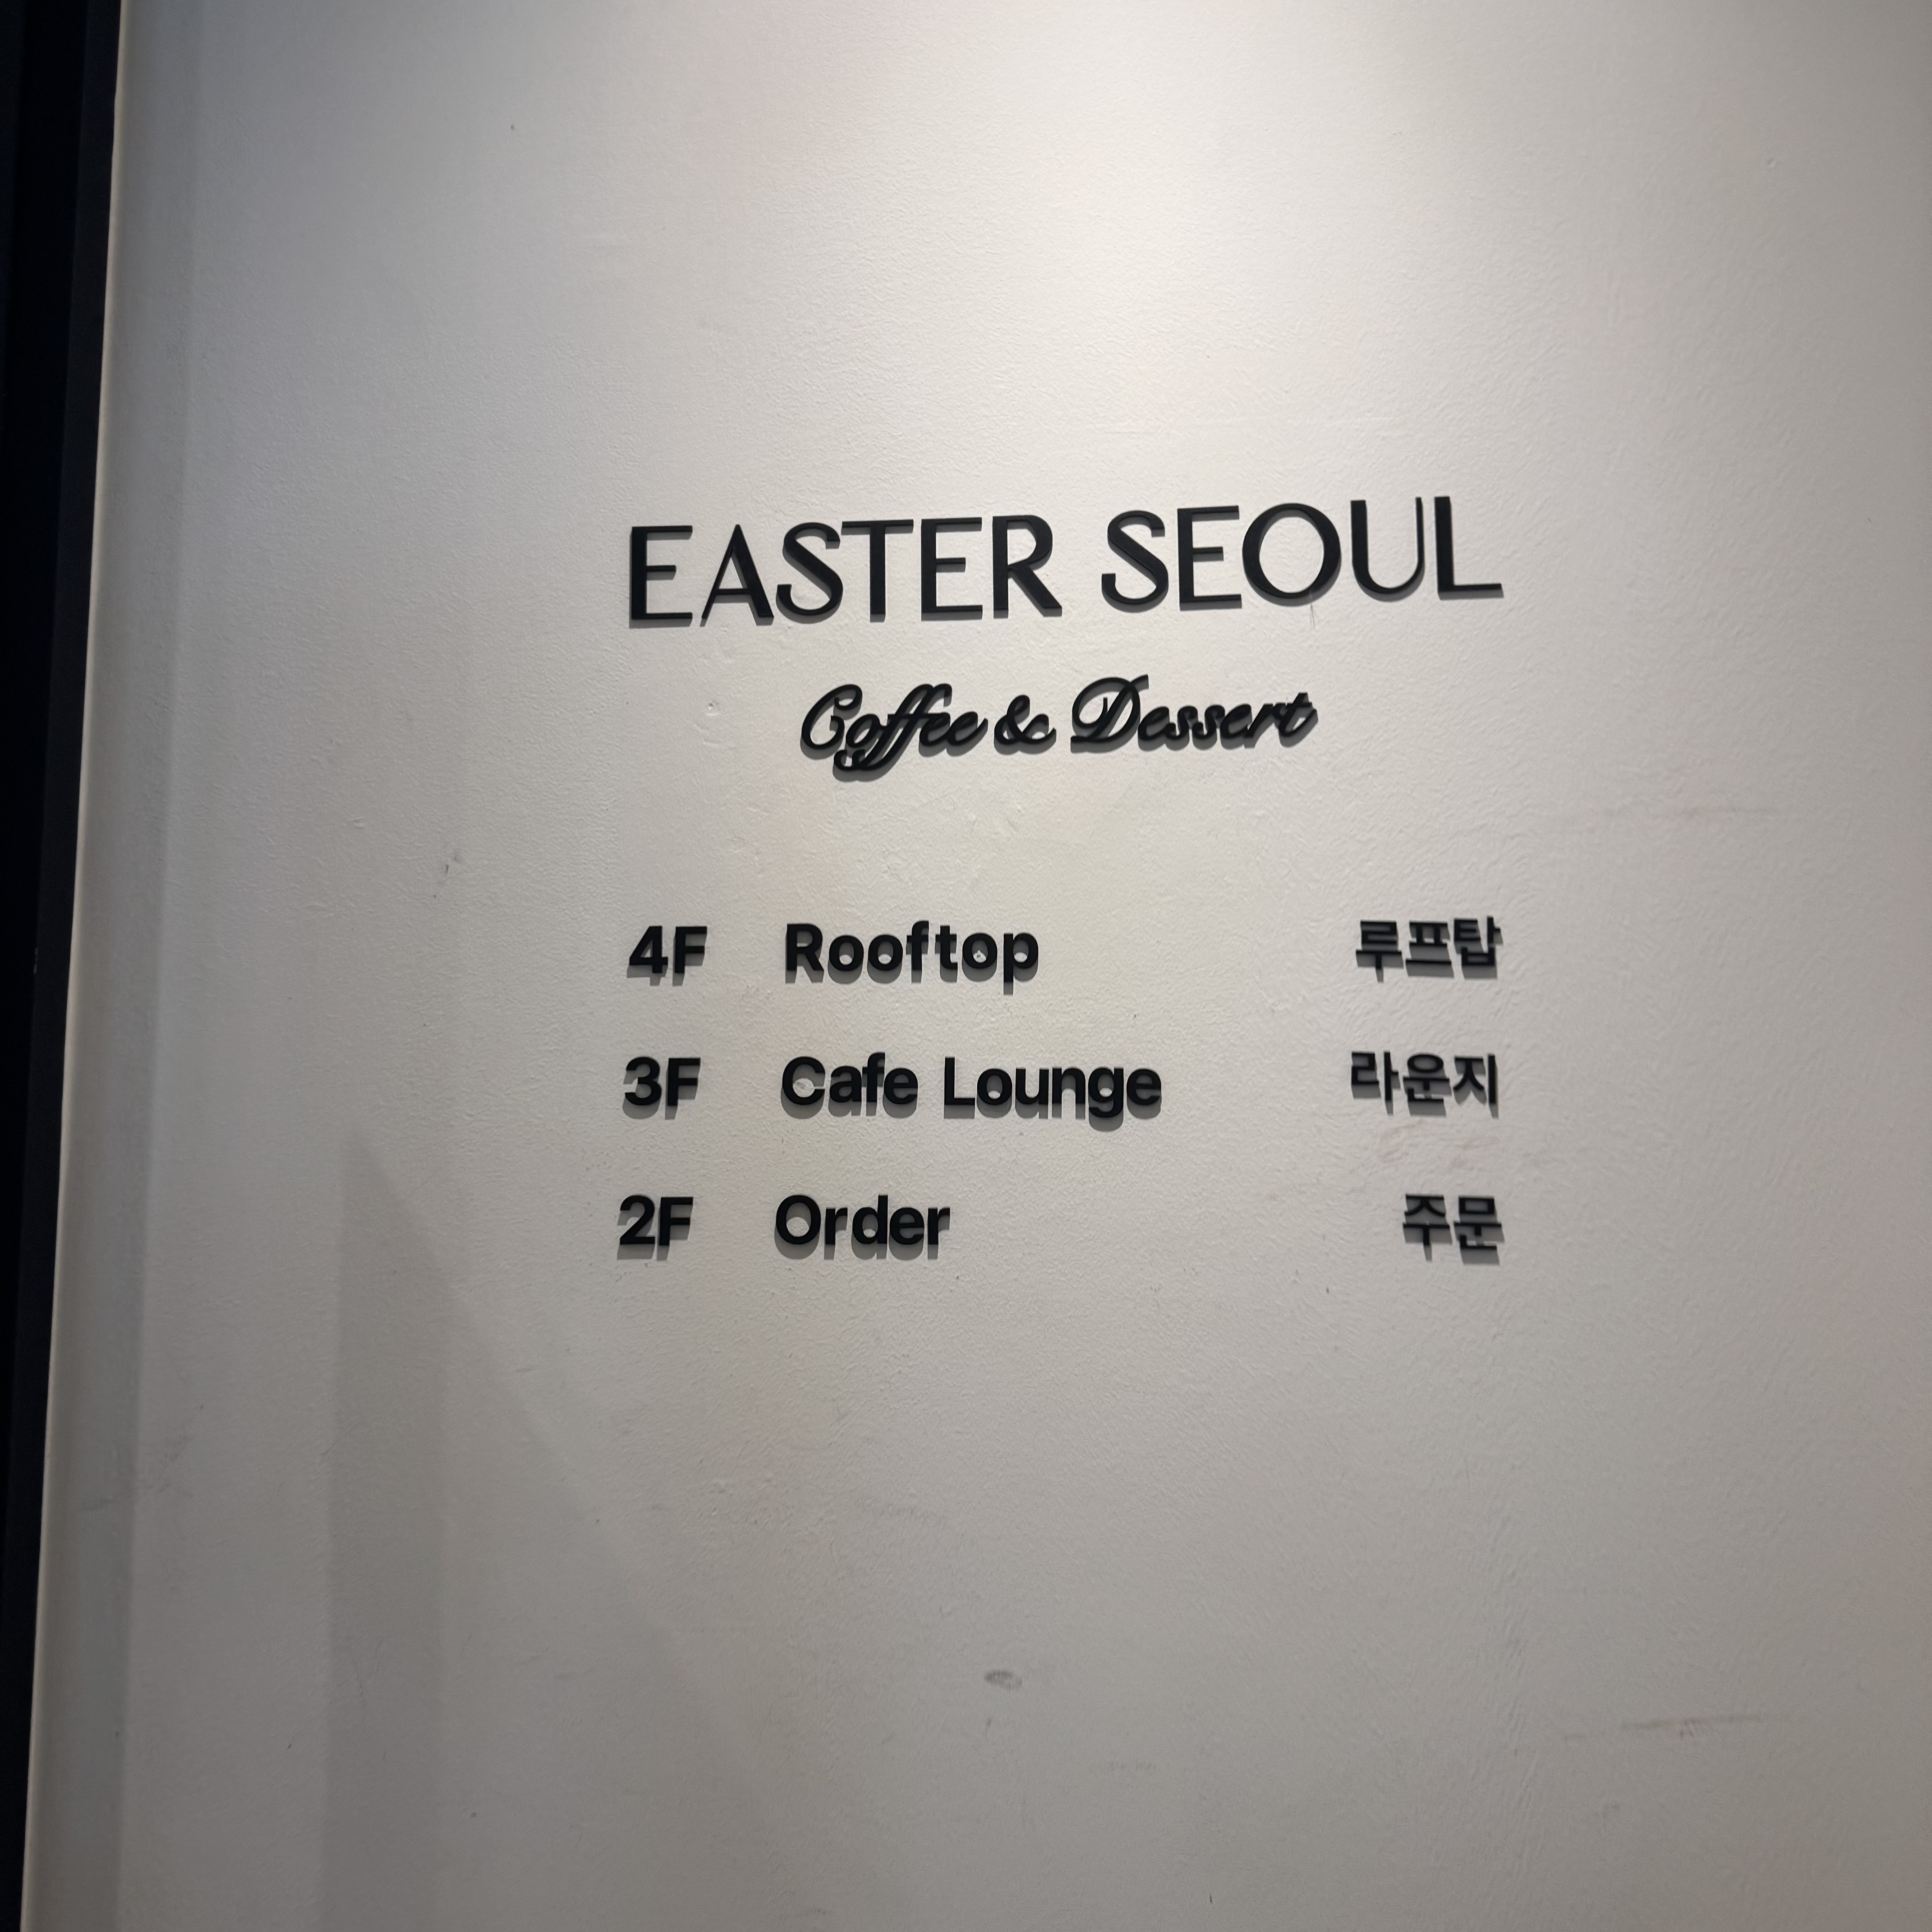 EASTER SEOUL
Coffee & Dessert
4F Rooftop 루프탑
3F Cafe Lounge 라운지
2F Order 주문